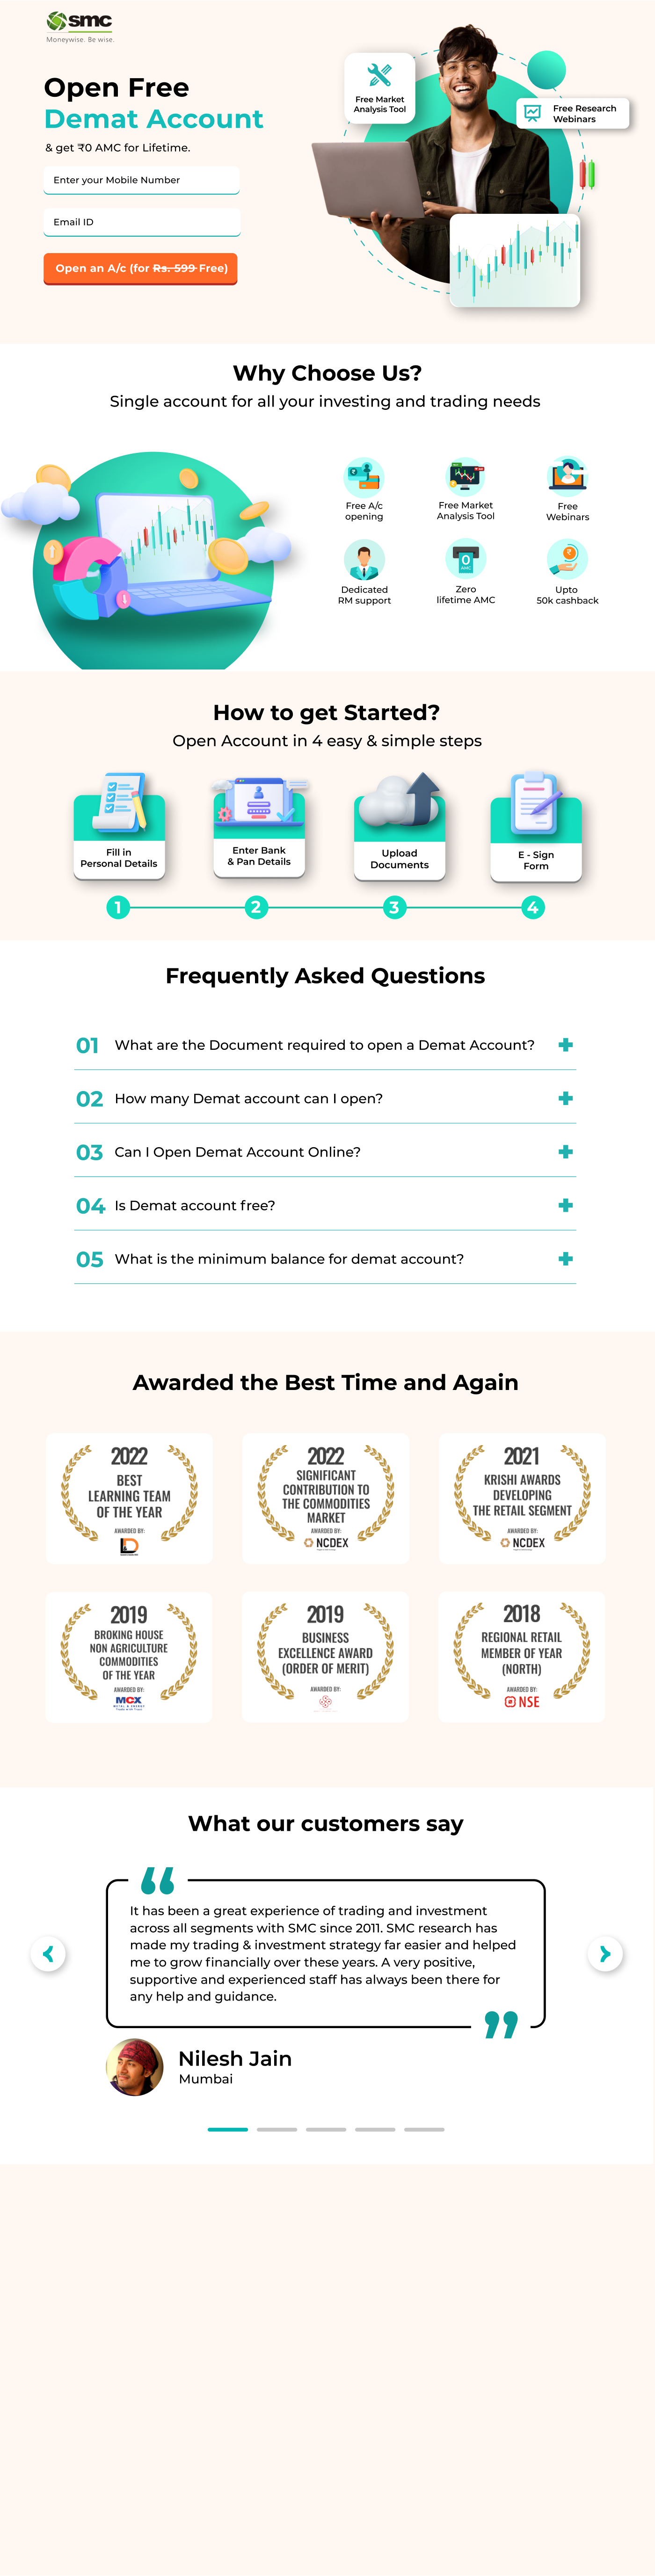 smc
Moneywise. Be wise.
Open Free
Demat Account
& get ₹0 AMC for Lifetime.
Enter your Mobile Number
Email ID
Open an A/c (for Rs. 599 Free)
Free Market
Analysis Tool
Free Research
Webinars
Why Choose Us?
Single account for all your investing and trading needs
Free A/c
opening
Free Market
Analysis Tool
Free
Webinars
Dedicated
RM support
0
AMC
Zero
lifetime AMC
Upto
50k cashback
How to get Started?
Open Account in 4 easy & simple steps
Fill in
Personal Details
Enter Bank
& Pan Details
Upload
Documents
E - Sign
Form
1
2
3
4
Frequently Asked Questions
01 What are the Document required to open a Demat Account?
02 How many Demat account can I open?
03 Can I Open Demat Account Online?
04 Is Demat account free?
05 What is the minimum balance for demat account?
Awarded the Best Time and Again
2022
BEST
LEARNING TEAM
OF THE YEAR
AWARDED BY:
2022
SIGNIFICANT
CONTRIBUTION TO
THE COMMODITIES
MARKET
AWARDED BY:
NCDEX
2021
KRISHI AWARDS
DEVELOPING
THE RETAIL SEGMENT
AWARDED BY:
NCDEX
2019
BROKING HOUSE
NON AGRICULTURE
COMMODITIES
OF THE YEAR
AWARDED BY:
MCX
METAL & ENERGY
Trade with Trust
2019
BUSINESS
EXCELLENCE AWARD
(ORDER OF MERIT)
AWARDED BY:
2018
REGIONAL RETAIL
MEMBER OF YEAR
(NORTH)
AWARDED BY:
NSE
What our customers say
“
It has been a great experience of trading and investment
across all segments with SMC since 2011. SMC research has
made my trading & investment strategy far easier and helped
me to grow financially over these years. A very positive,
supportive and experienced staff has always been there for
any help and guidance.
”
Nilesh Jain
Mumbai